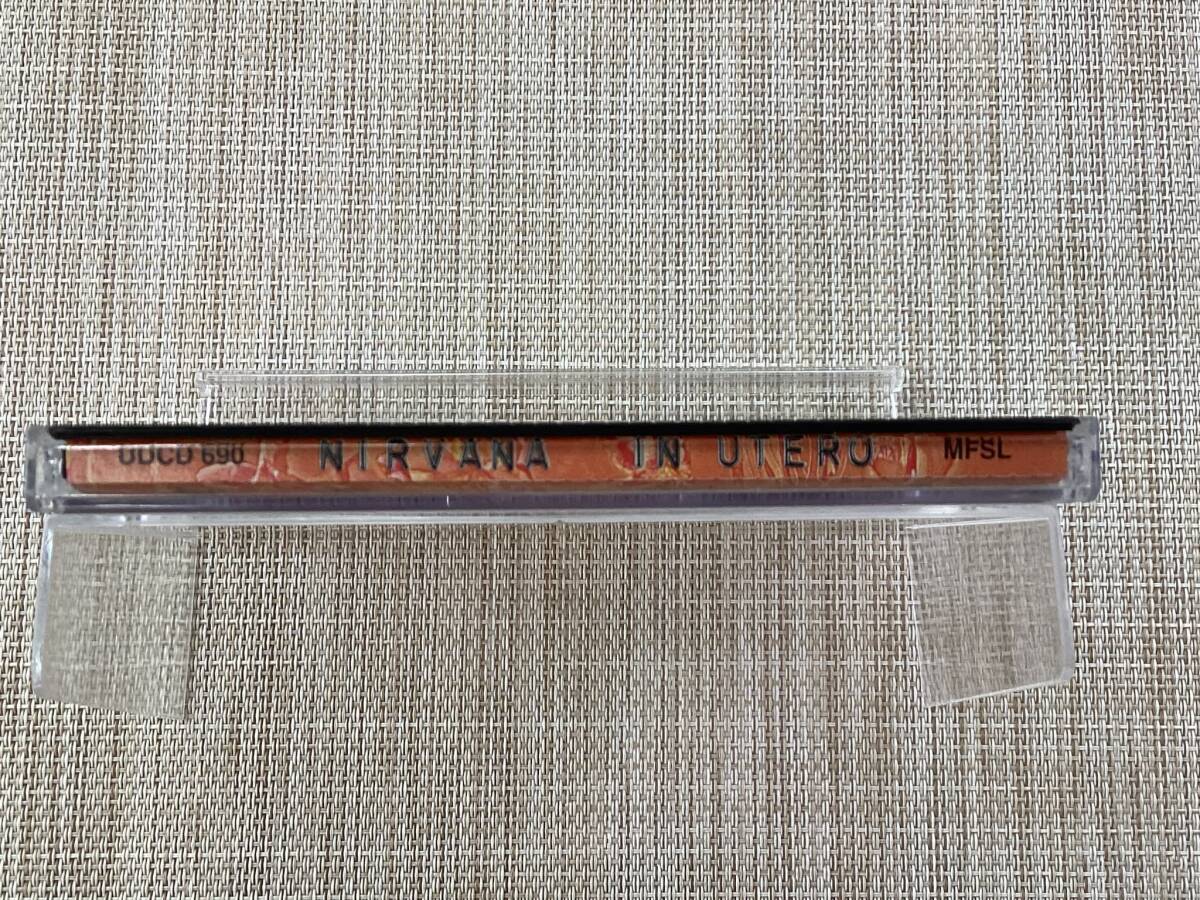 UDCD 690 NIRVANA IN UTERO MFSL